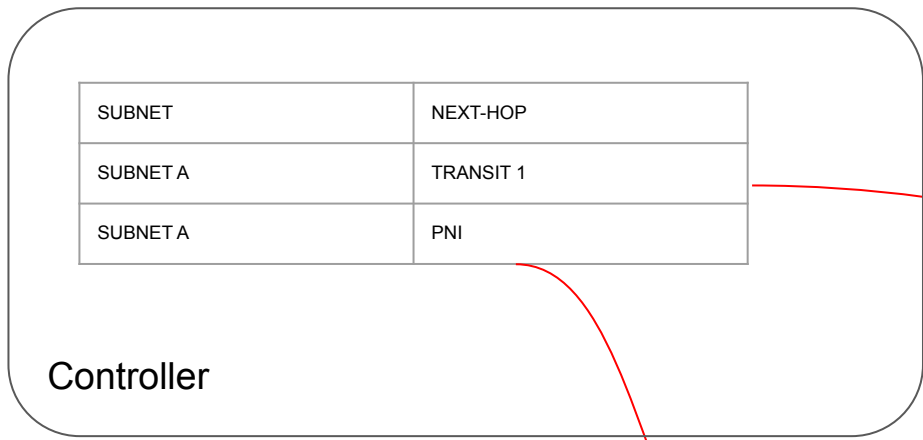 SUBNET NEXT-HOP
SUBNET A TRANSIT 1
SUBNET A PNI
Controller